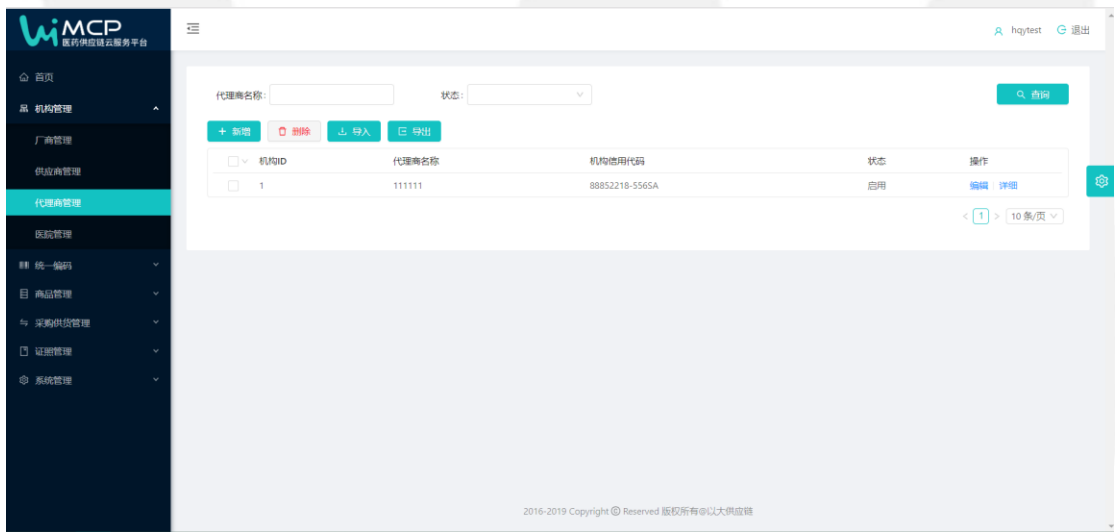 MCP
医药供应链云服务平台
hqytest 退出
首页
机构管理
厂商管理
供应商管理
代理商管理
医院管理
统一编码
商品管理
采购供货管理
证照管理
系统管理
代理商名称: 状态: 查询
+ 新增 删除 导入 导出
机构ID 代理商名称 机构信用代码 状态 操作
1 111111 88852218-556SA 启用 编辑 详细
< 1 > 10 条/页
2016-2019 Copyright © Reserved 版权所有@以大供应链